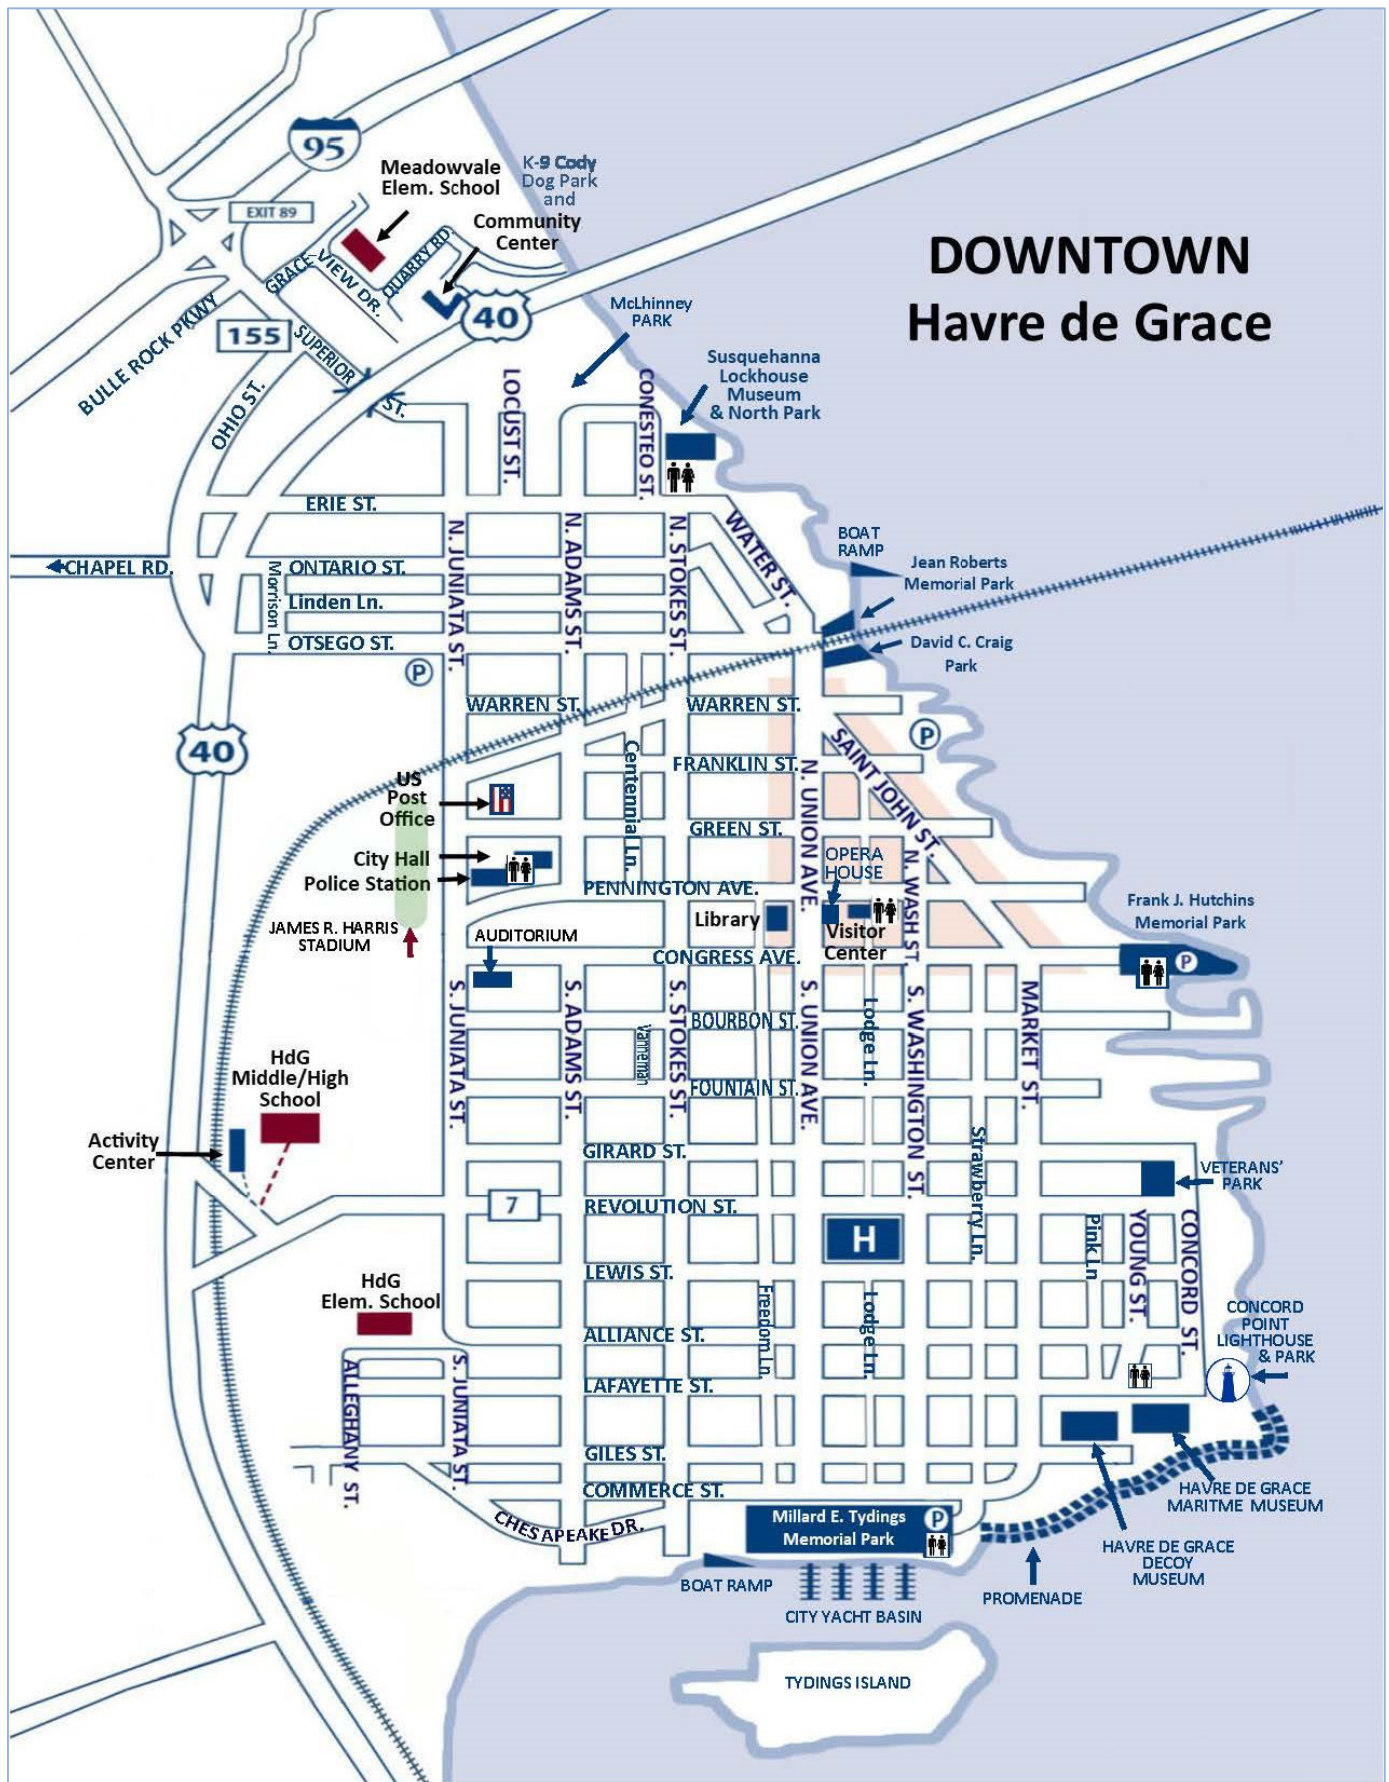 95
Meadowvale
Elem. School
K-9 Cody
Dog Park
and
Community
Center
EXIT 89
DOWNTOWN
Havre de Grace
GRACE-VIEW DR.
QUARRY RD.
40
McLhinney
PARK
BULLE ROCK PKWY
155
SUPERIOR ST.
Susquehanna
Lockhouse
Museum
& North Park
OHIO ST.
LOCUST ST.
CONESTEO ST.
ERIE ST.
N. JUNIATA ST.
N. ADAMS ST.
N. STOKES ST.
WATER ST.
BOAT
RAMP
Jean Roberts
Memorial Park
CHAPEL RD.
Morrison Ln.
ONTARIO ST.
Linden Ln.
OTSEGO ST.
David C. Craig
Park
P
WARREN ST.
WARREN ST.
P
SAINT JOHN ST.
40
Centennial Ln.
FRANKLIN ST.
N. UNION AVE.
US
Post
Office
GREEN ST.
City Hall
Police Station
OPERA
HOUSE
N. WASH ST.
PENNINGTON AVE.
Library
Visitor
Center
Frank J. Hutchins
Memorial Park
P
JAMES R. HARRIS
STADIUM
AUDITORIUM
CONGRESS AVE.
S. JUNIATA ST.
S. ADAMS ST.
S. STOKES ST.
S. UNION AVE.
Lodge Ln.
S. WASHINGTON ST.
MARKET ST.
BOURBON ST.
Vanneman
HdG
Middle/High
School
FOUNTAIN ST.
Activity
Center
GIRARD ST.
Strawberry Ln.
VETERANS'
PARK
7
REVOLUTION ST.
H
Pink Ln
YOUNG ST.
CONCORD ST.
LEWIS ST.
HdG
Elem. School
Freedom Ln.
Lodge Ln.
CONCORD
POINT
LIGHTHOUSE
& PARK
ALLIANCE ST.
ALLEGHANY ST.
S. JUNIATA ST.
LAFAYETTE ST.
GILES ST.
COMMERCE ST.
CHESAPEAKE DR.
Millard E. Tydings
Memorial Park
P
HAVRE DE GRACE
MARITME MUSEUM
HAVRE DE GRACE
DECOY
MUSEUM
BOAT RAMP
PROMENADE
CITY YACHT BASIN
TYDINGS ISLAND